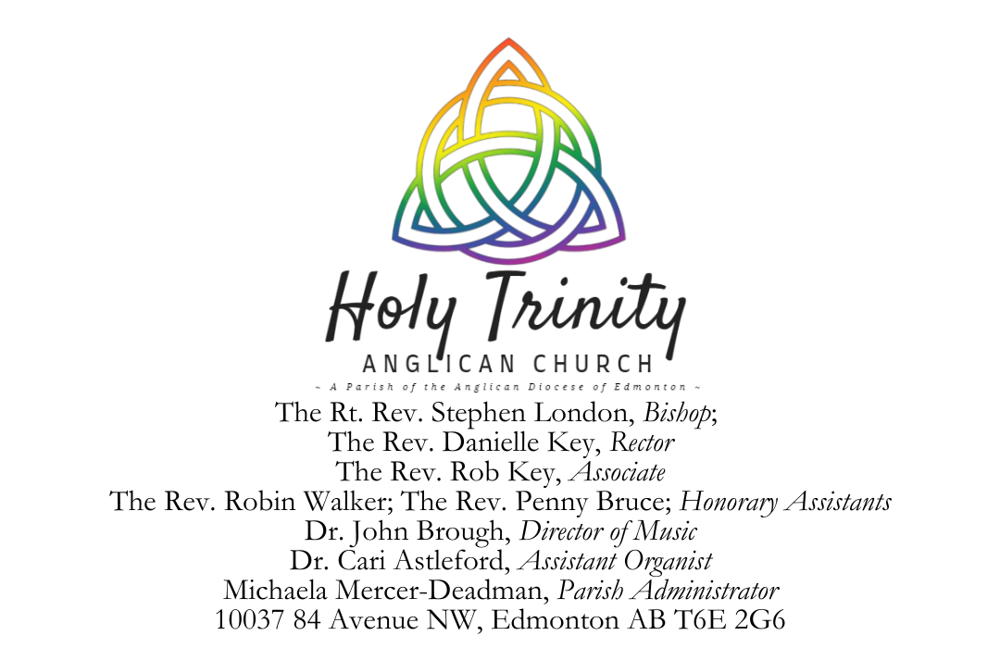 Holy Trinity
ANGLICAN CHURCH
~ A Parish of the Anglican Diocese of Edmonton ~
The Rt. Rev. Stephen London, Bishop;
The Rev. Danielle Key, Rector
The Rev. Rob Key, Associate
The Rev. Robin Walker; The Rev. Penny Bruce; Honorary Assistants
Dr. John Brough, Director of Music
Dr. Cari Astleford, Assistant Organist
Michaela Mercer-Deadman, Parish Administrator
10037 84 Avenue NW, Edmonton AB T6E 2G6